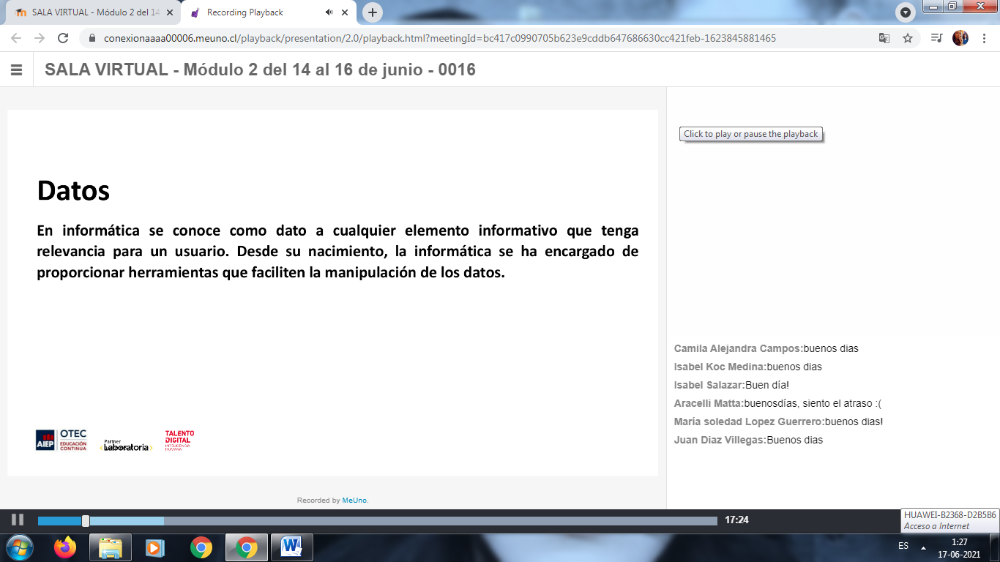 SALA VIRTUAL - Módulo 2 del 14
Recording Playback
conexionaaaa00006.meuno.cl/playback/presentation/2.0/playback.html?meetingId=bc417c0990705b623e9cddb647686630cc421feb-1623845881465
SALA VIRTUAL - Módulo 2 del 14 al 16 de junio - 0016
Click to play or pause the playback
Datos
En informática se conoce como dato a cualquier elemento informativo que tenga
relevancia para un usuario. Desde su nacimiento, la informática se ha encargado de
proporcionar herramientas que faciliten la manipulación de los datos.
Camila Alejandra Campos:buenos dias
Isabel Koc Medina:buenos dias
Isabel Salazar:Buen día!
Aracelli Matta:buenosdías, siento el atraso :(
María soledad Lopez Guerrero:buenos dias!
Juan Diaz Villegas:Buenos dias
AIEP
OTEC
EDUCACIÓN
CONTINUA
Partner
<Laboratoria>
TALENTO
DIGITAL
INTELIGENCIA
HUMANA
Recorded by MeUno.
17:24
HUAWEI-B2368-D2B5B6
Acceso a Internet
W
ES
1:27
17-06-2021